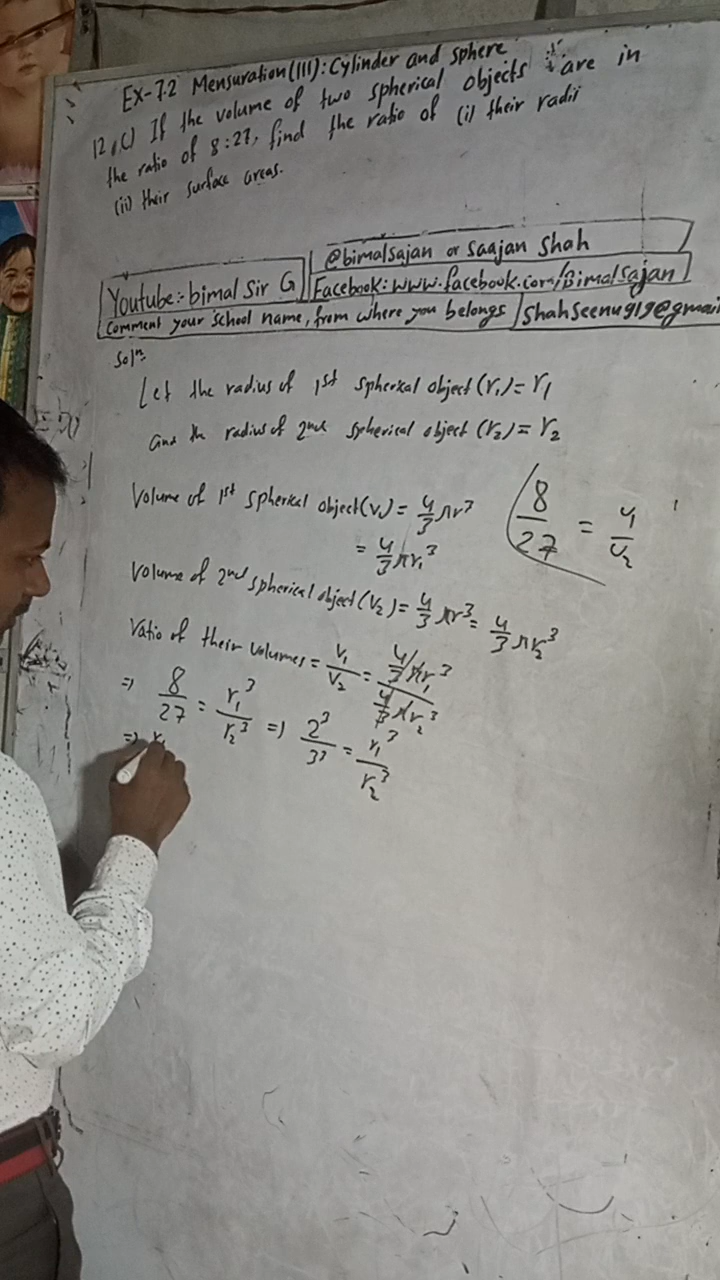 Ex-7.2 Mensuration (III): Cylinder and sphere
12.c) If the volume of two spherical objects are in
the ratio of 8:27, find the ratio of (i) their radii
(ii) their surface areas.
@bimalsajan or Saajan Shah
Youtube:- bimal Sir G
Facebook: www.facebook.com/Bimalsajan
Comment your school name, from where you belongs
Shahseenu919@gmai
Solⁿ:
Let the radius of 1st spherical object (r₁) = r₁
and the radius of 2nd spherical object (r₂) = r₂
Volume of 1st spherical object (v₁) = 4/3 πr³
= 4/3 πr₁³
8/27 = v₁/v₂
Volume of 2nd spherical object (v₂) = 4/3 πr³ = 4/3 πr₂³
ratio of their volumes = v₁/v₂ = 4/3 πr₁³ / 4/3 πr₂³
⇒ 8/27 = r₁³/r₂³ ⇒ 2³/3³ = r₁³/r₂³
⇒ r₁